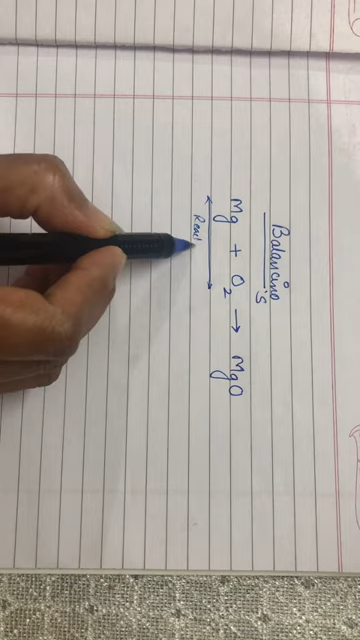 Balancing
Mg + O2 → MgO